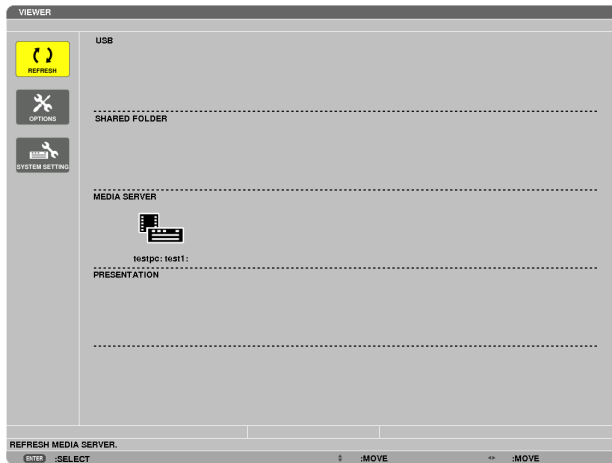 VIEWER
USB
REFRESH
OPTIONS
SHARED FOLDER
SYSTEM SETTING
MEDIA SERVER
testpc: test1:
PRESENTATION
REFRESH MEDIA SERVER.
ENTER :SELECT :MOVE :MOVE